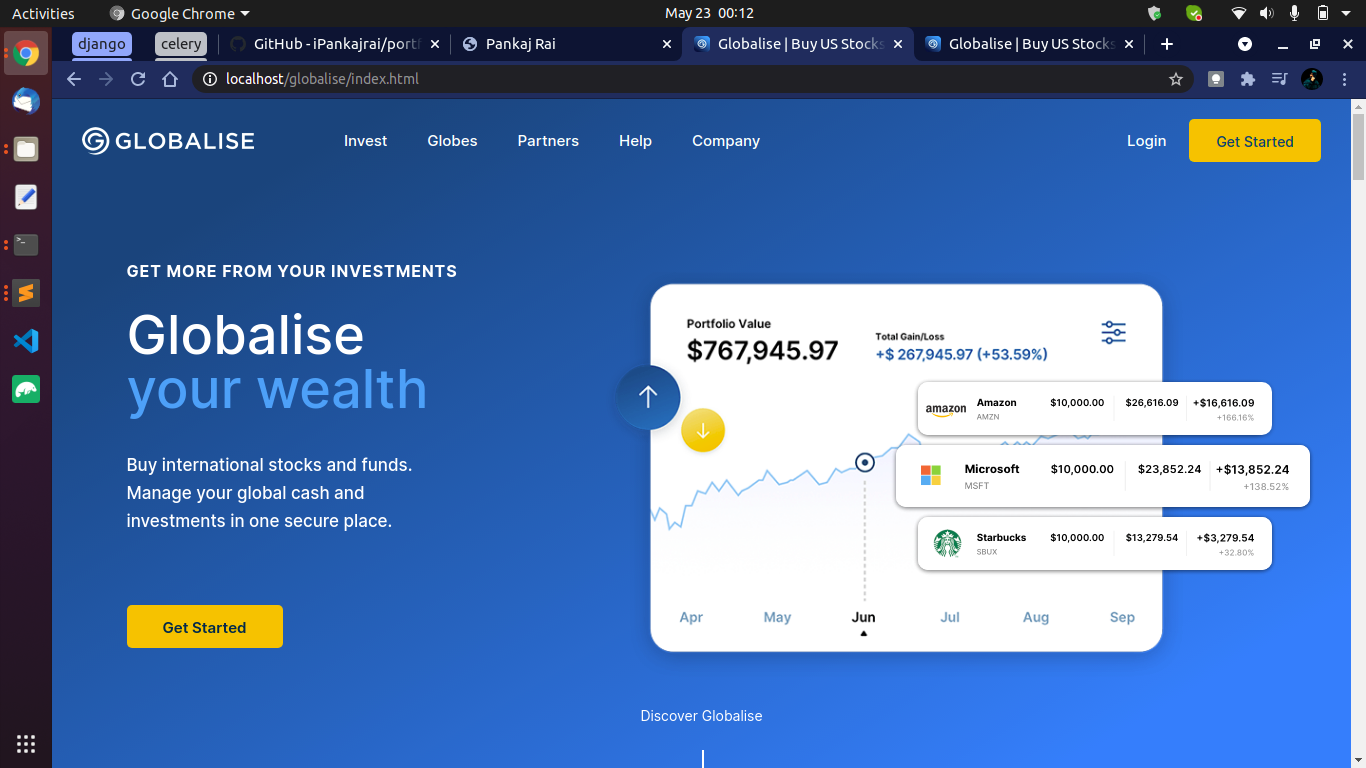 Activities
Google Chrome
May 23 00:12
django
celery
GitHub - iPankajrai/portf
Pankaj Rai
Globalise | Buy US Stocks
Globalise | Buy US Stocks
localhost/globalise/index.html
GLOBALISE
Invest
Globes
Partners
Help
Company
Login
Get Started
GET MORE FROM YOUR INVESTMENTS
Globalise
your wealth
Buy international stocks and funds.
Manage your global cash and
investments in one secure place.
Get Started
Portfolio Value
$767,945.97
Total Gain/Loss
+$ 267,945.97 (+53.59%)
amazon
Amazon
AMZN
$10,000.00
$26,616.09
+$16,616.09
+166.16%
Microsoft
MSFT
$10,000.00
$23,852.24
+$13,852.24
+138.52%
Starbucks
SBUX
$10,000.00
$13,279.54
+$3,279.54
+32.80%
Apr
May
Jun
Jul
Aug
Sep
Discover Globalise